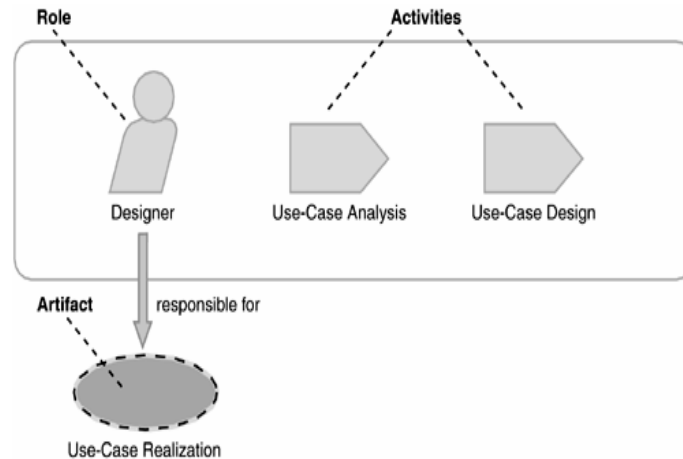 Role
Activities
Designer
Use-Case Analysis
Use-Case Design
Artifact
responsible for
Use-Case Realization